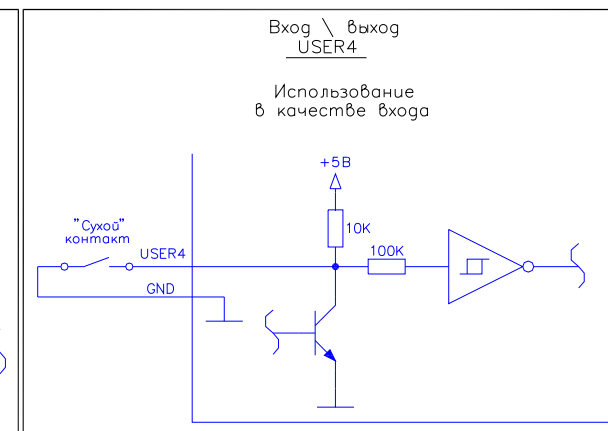 Вход \ выход
USER4
Использование
в качестве входа
+5В
10K
"Сухой"
контакт
USER4
100K
GND